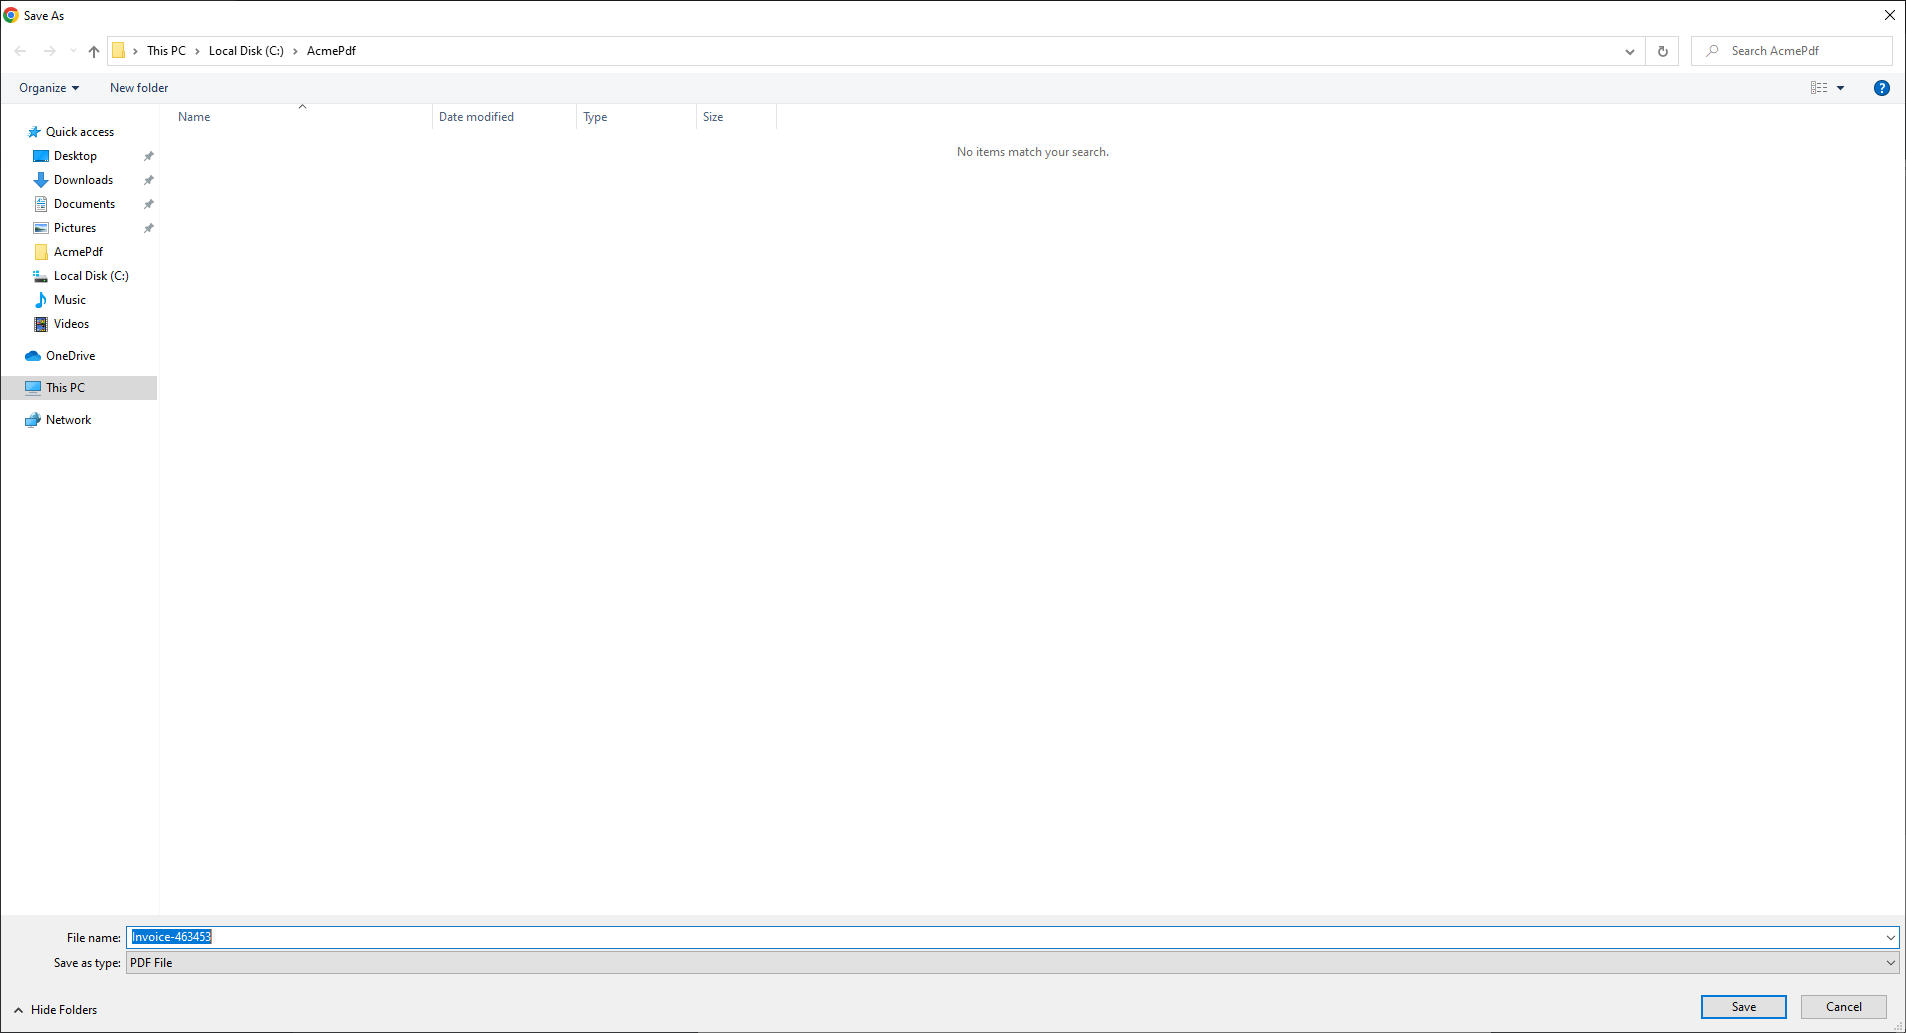 Save As
This PC > Local Disk (C:) > AcmePdf
Search AcmePdf
Organize
New folder
?
Name
Date modified
Type
Size
No items match your search.
Quick access
Desktop
Downloads
Documents
Pictures
AcmePdf
Local Disk (C:)
Music
Videos
OneDrive
This PC
Network
File name: Invoice-463453
Save as type: PDF File
Hide Folders
Save
Cancel